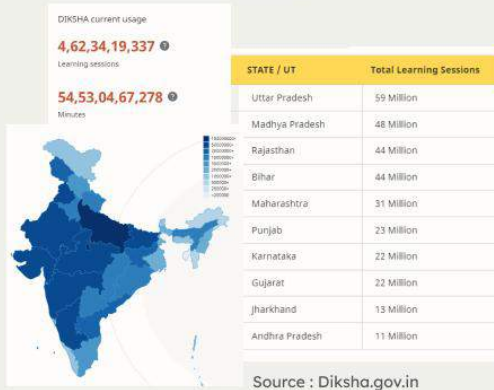 DIKSHA current usage
4,62,34,19,337
Learning sessions
54,53,04,67,278
Minutes
STATE / UT Total Learning Sessions
Uttar Pradesh 59 Million
Madhya Pradesh 48 Million
Rajasthan 44 Million
Bihar 44 Million
Maharashtra 31 Million
Punjab 23 Million
Karnataka 22 Million
Gujarat 22 Million
Jharkhand 13 Million
Andhra Pradesh 11 Million
Source : Diksha.gov.in